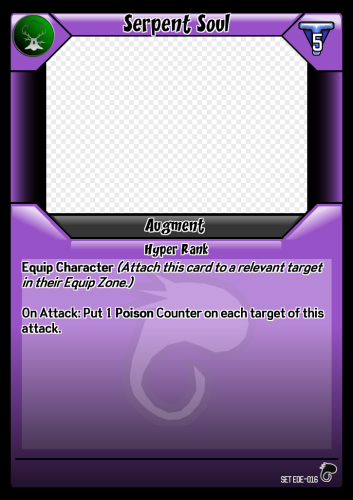 Serpent Soul
5
Augment
Hyper Rank
Equip Character (Attach this card to a relevant target
in their Equip Zone.)
On Attack: Put 1 Poison Counter on each target of this
attack.
SET EDE-016